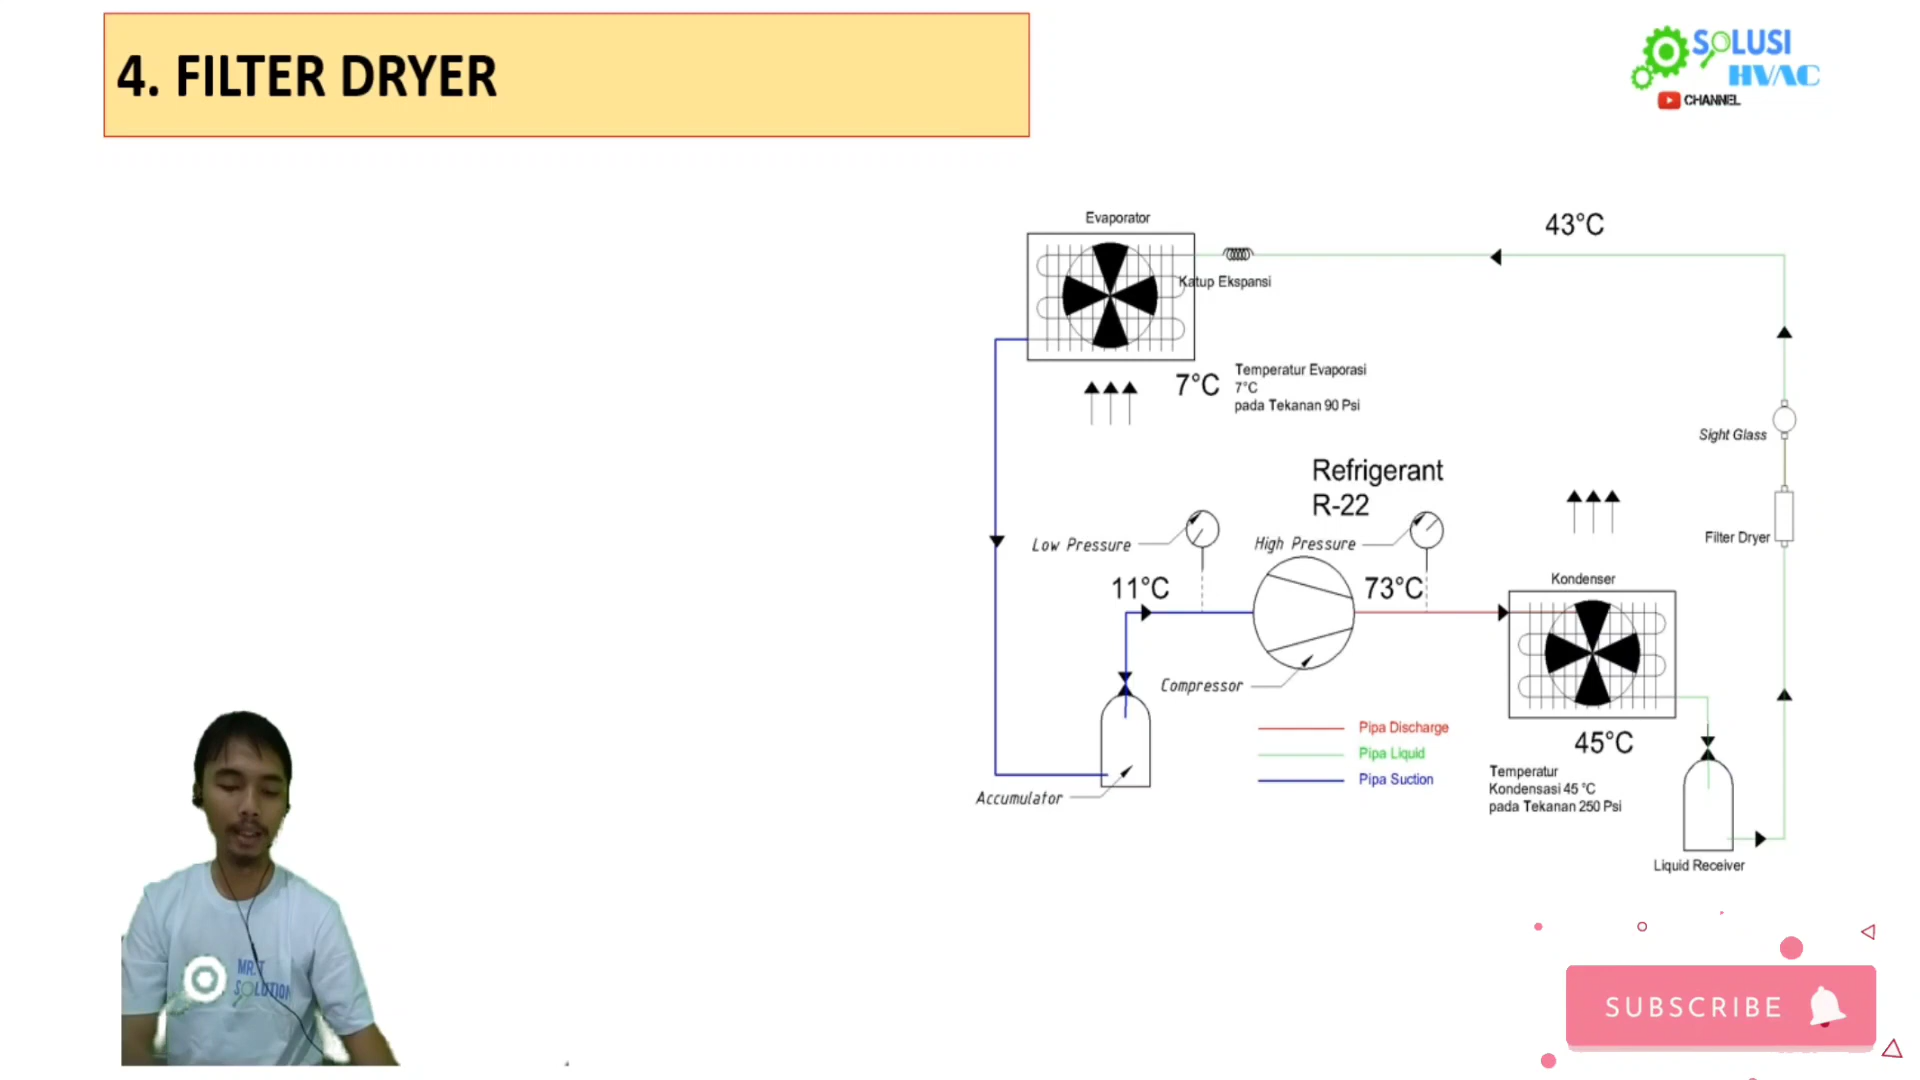 4. FILTER DRYER
SOLUSI
HVAC
CHANNEL
Evaporator
43°C
Katup Ekspansi
7°C
Temperatur Evaporasi
7°C
pada Tekanan 90 Psi
Sight Glass
Refrigerant
R-22
Low Pressure
High Pressure
Filter Dryer
11°C
73°C
Kondenser
Compressor
Pipa Discharge
Pipa Liquid
Pipa Suction
45°C
Temperatur
Kondensasi 45 °C
pada Tekanan 250 Psi
Accumulator
Liquid Receiver
MR.T
SOLUTION
SUBSCRIBE